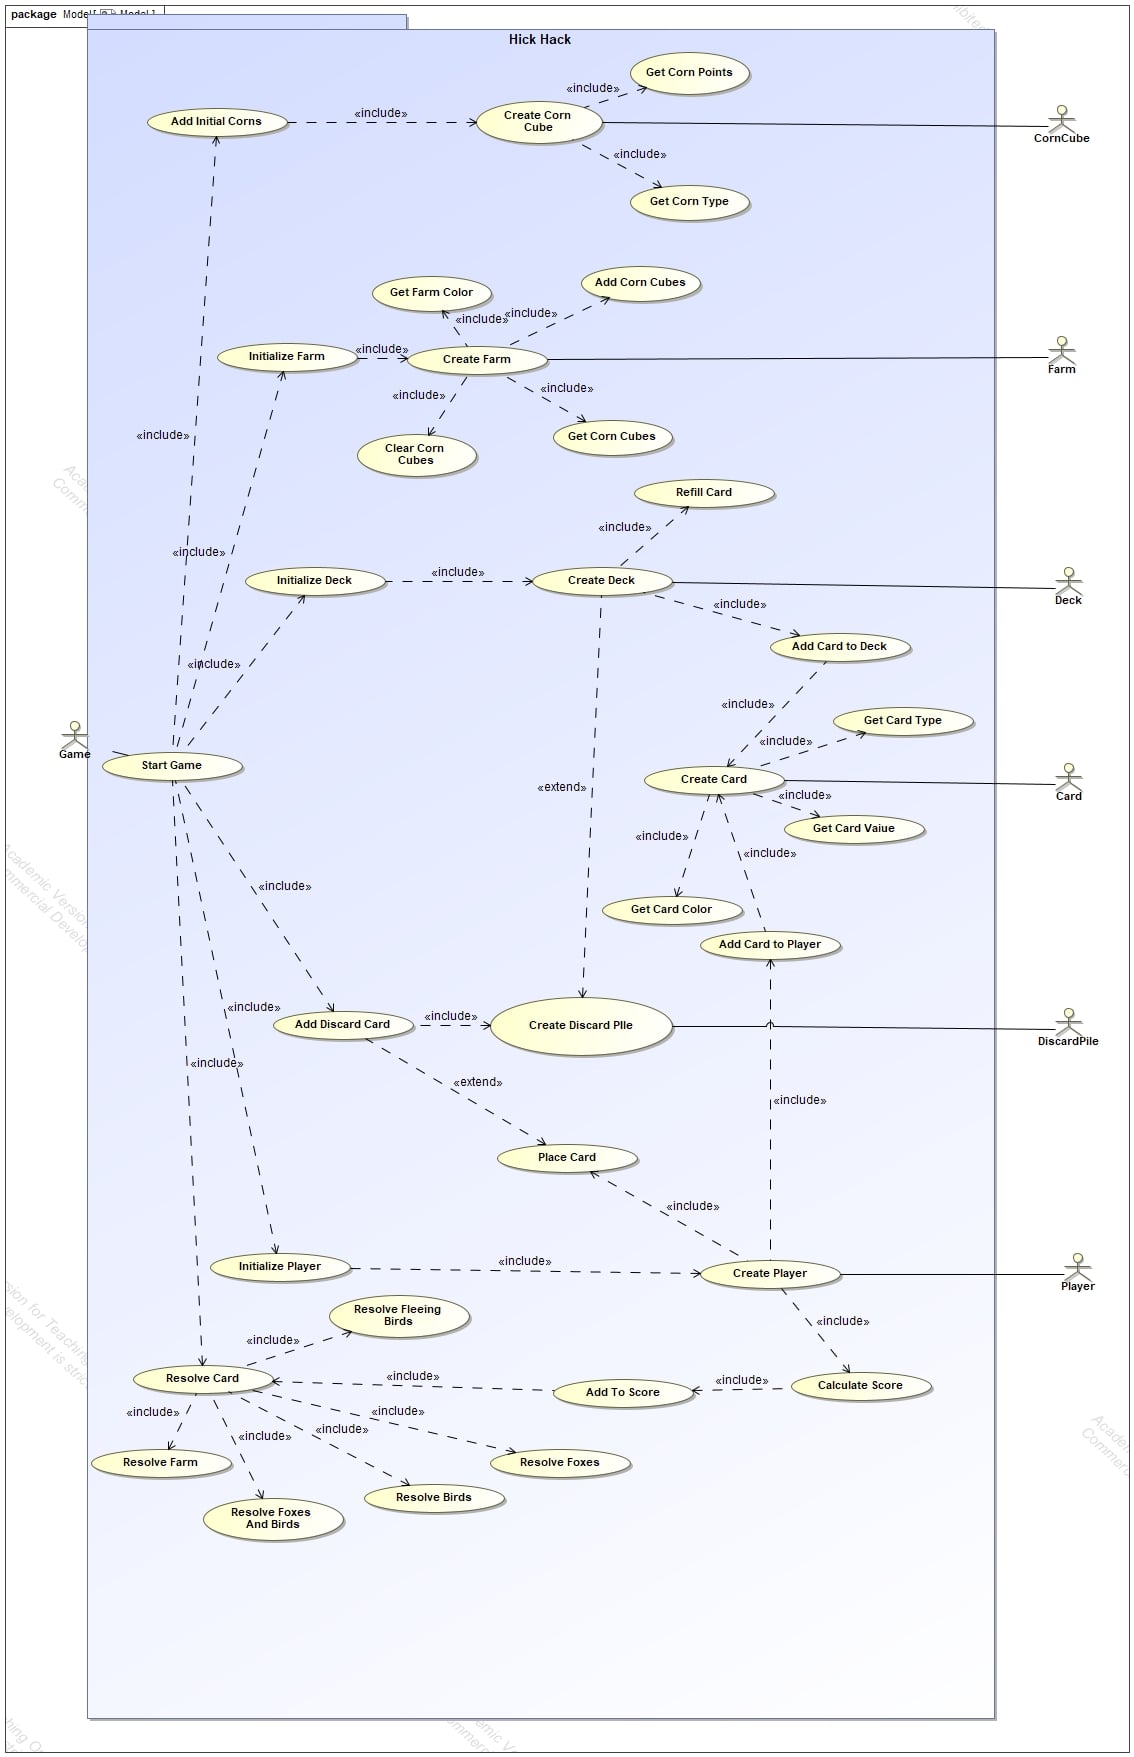 package Model[ Model ]
Hick Hack
Get Corn Points
«include»
Add Initial Corns
«include»
Create Corn
Cube
CornCube
«include»
Get Corn Type
Get Farm Color
Add Corn Cubes
«include»
«include»
Initialize Farm
«include»
Create Farm
Farm
«include»
«include»
«include»
Clear Corn
Cubes
Get Corn Cubes
Refill Card
«include»
«include»
Initialize Deck
«include»
Create Deck
Deck
«include»
Add Card to Deck
«include»
«include»
Get Card Type
«include»
Game
Start Game
Create Card
Card
«extend»
«include»
Get Card Vaiue
«include»
«include»
«include»
Get Card Color
Add Card to Player
«include»
Add Discard Card
«include»
Create Discard PIle
DiscardPile
«include»
«extend»
«include»
Place Card
«include»
Initialize Player
«include»
Create Player
Player
Resolve Fleeing
Birds
«include»
«include»
Resolve Card
«include»
Add To Score
«include»
Calculate Score
«include»
«include»
«include»
«include»
Resolve Farm
Resolve Foxes
Resolve Birds
Resolve Foxes
And Birds